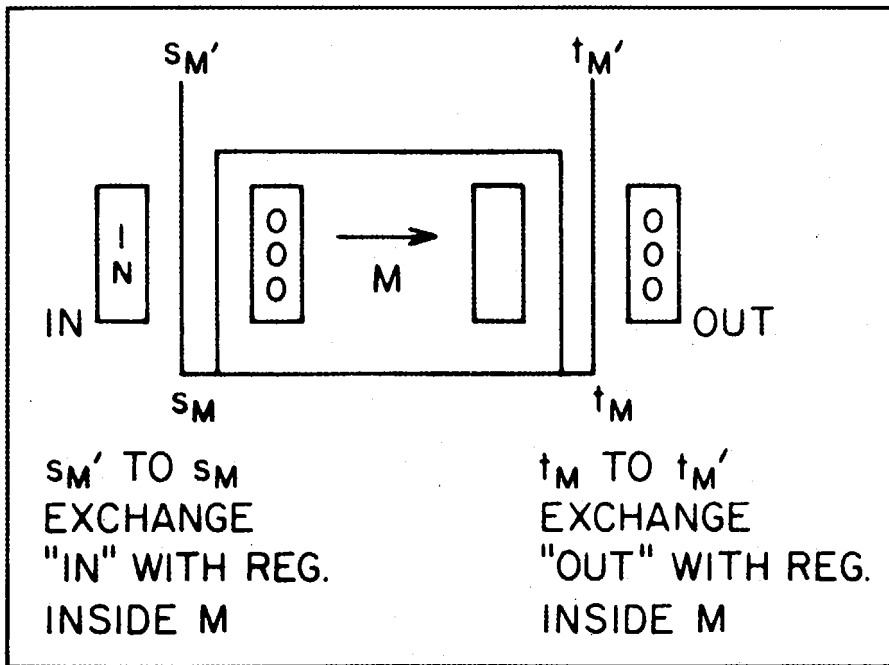 sM' tM'
I
N
O
O
O
M
O
O
O
IN OUT
sM tM
sM' TO sM
EXCHANGE
"IN" WITH REG.
INSIDE M
tM TO tM'
EXCHANGE
"OUT" WITH REG.
INSIDE M